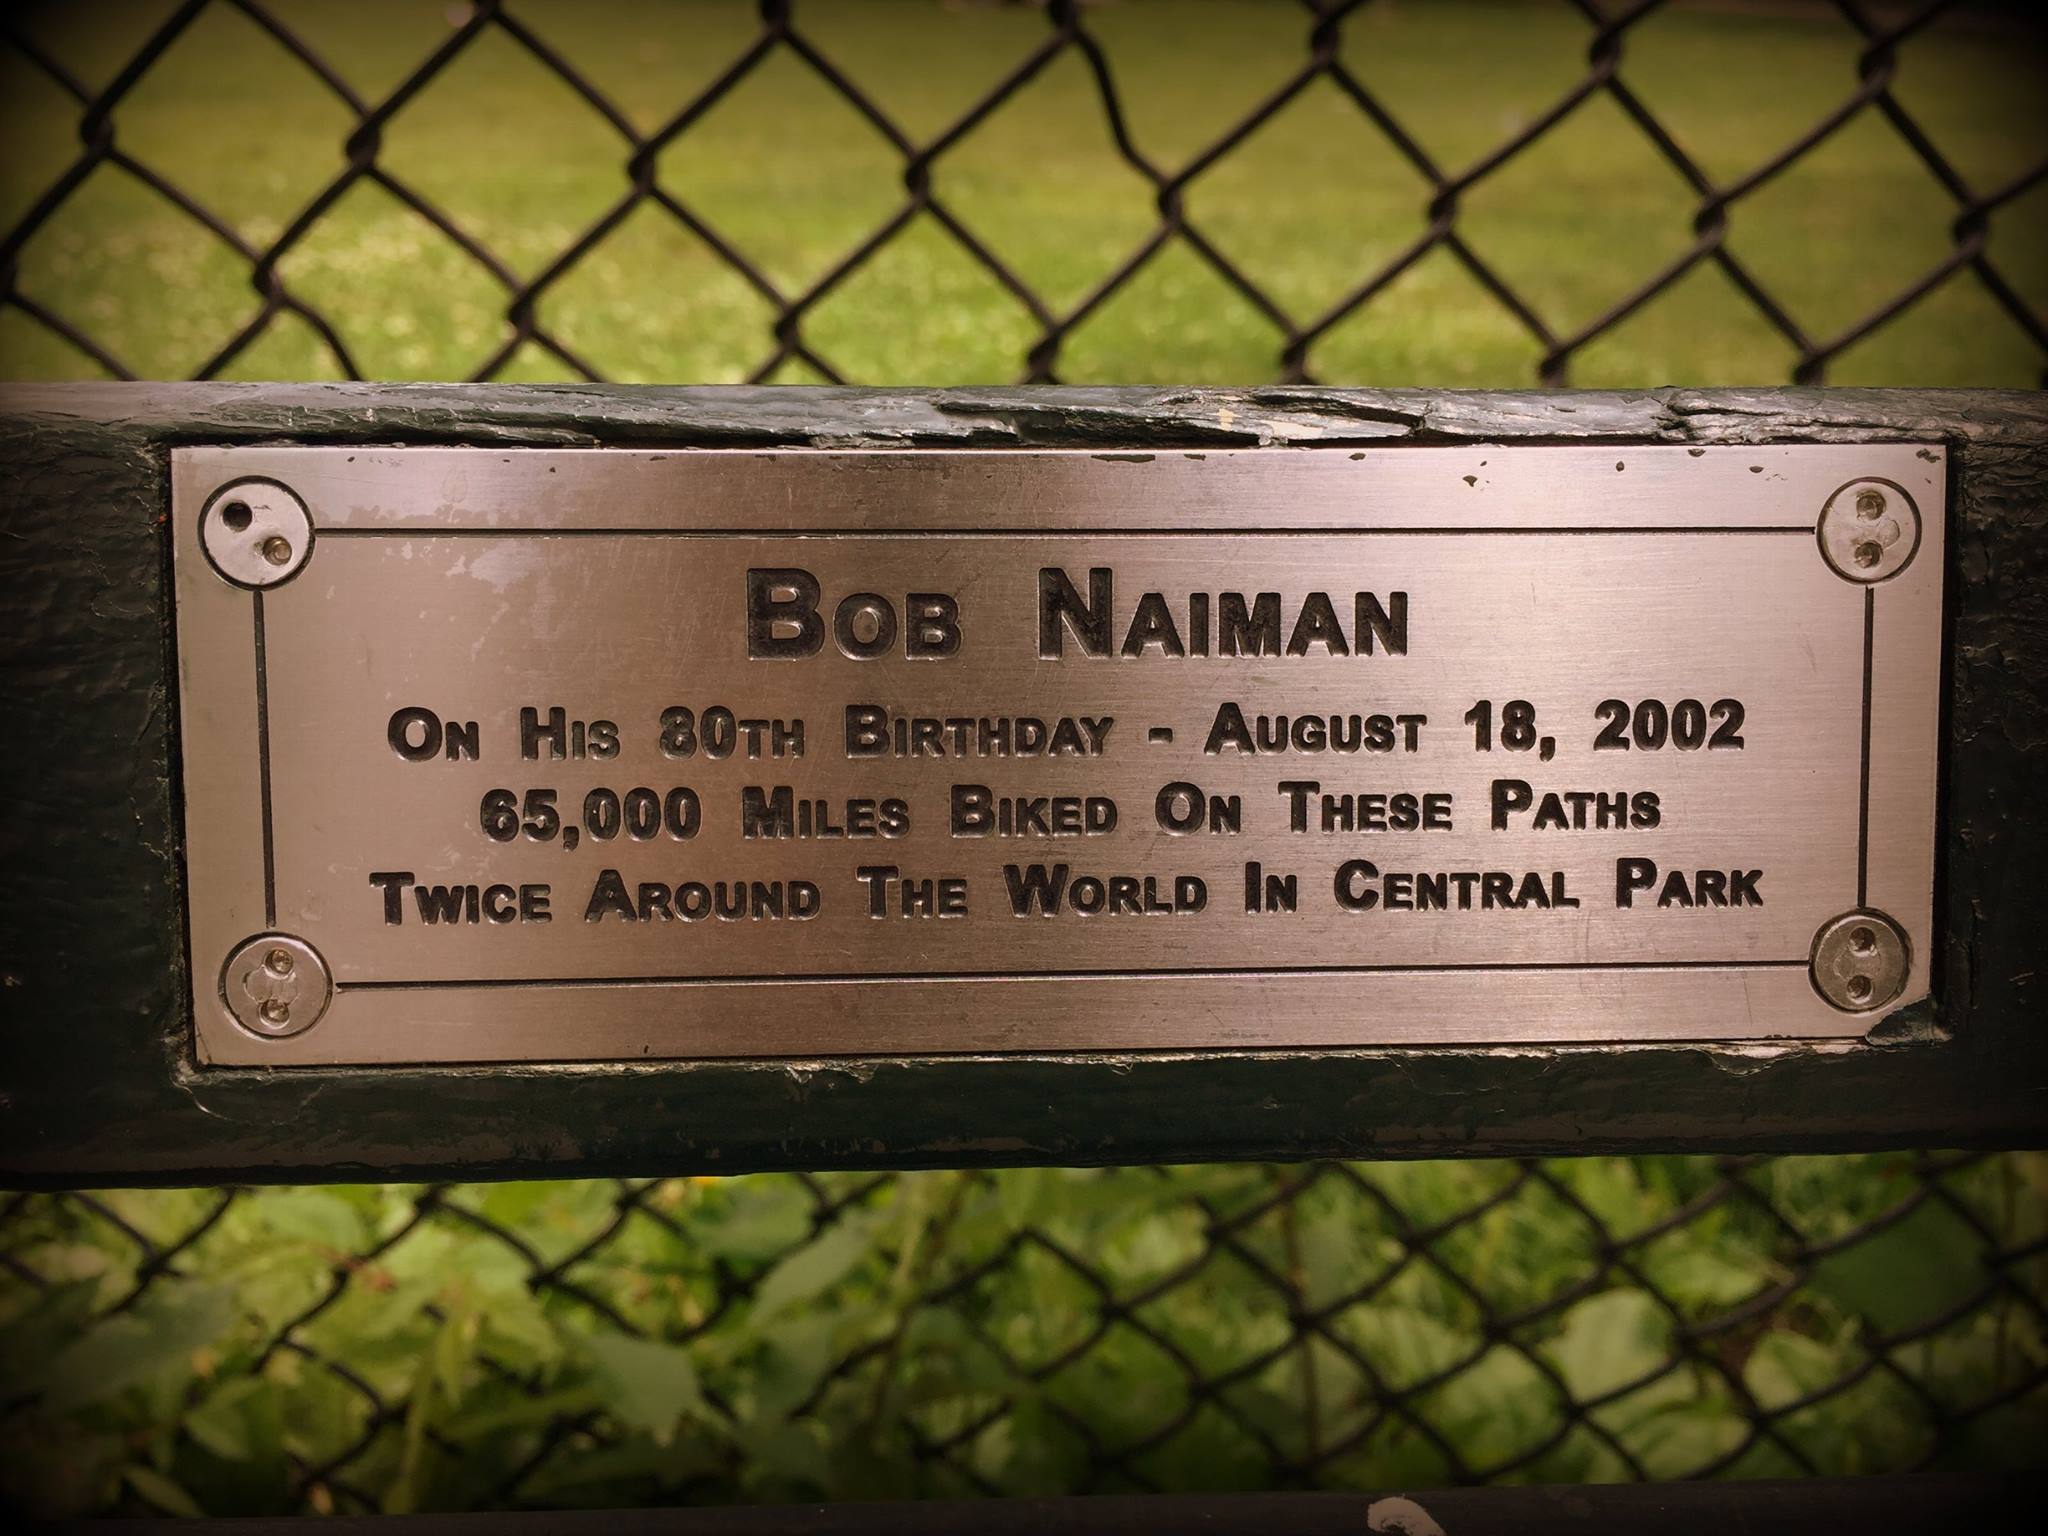 BOB NAIMAN
ON HIS 80TH BIRTHDAY - AUGUST 18, 2002
65,000 MILES BIKED ON THESE PATHS
TWICE AROUND THE WORLD IN CENTRAL PARK